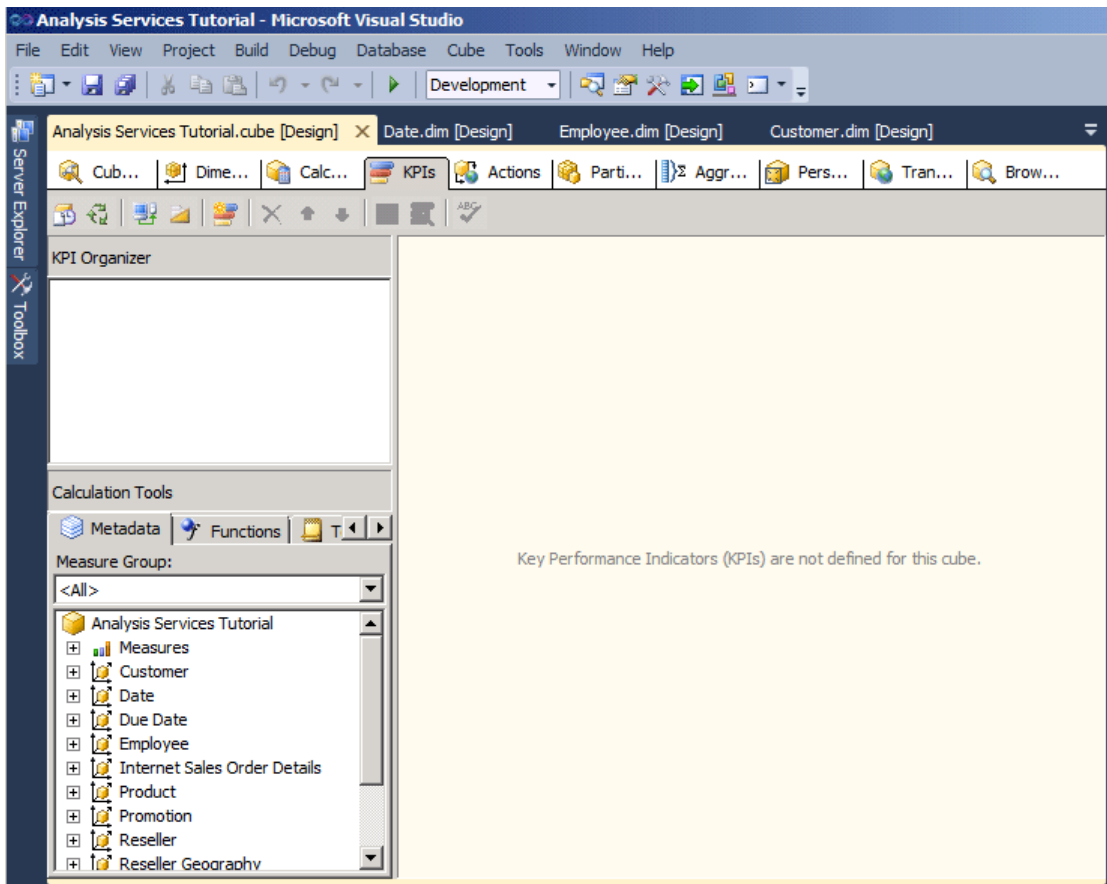 Analysis Services Tutorial - Microsoft Visual Studio
File Edit View Project Build Debug Database Cube Tools Window Help
Development
Analysis Services Tutorial.cube [Design] Date.dim [Design] Employee.dim [Design] Customer.dim [Design]
Cub... Dime... Calc... KPIs Actions Parti... Aggr... Pers... Tran... Brow...
ABC
Server Explorer
Toolbox
KPI Organizer
Calculation Tools
Metadata Functions T
Measure Group:
<All>
Analysis Services Tutorial
Measures
Customer
Date
Due Date
Employee
Internet Sales Order Details
Product
Promotion
Reseller
Reseller Geography
Key Performance Indicators (KPIs) are not defined for this cube.